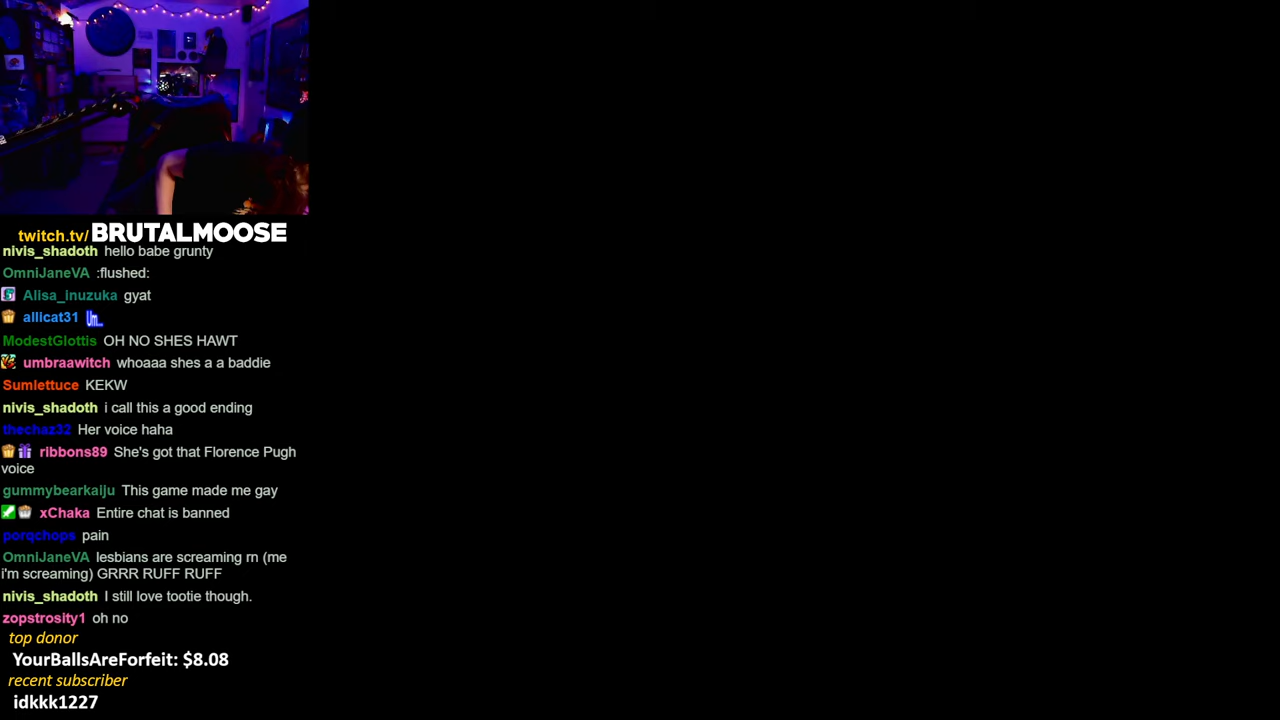 twitch.tv/BRUTALMOOSE
nivis_shadoth hello babe grunty
OmniJaneVA :flushed:
Alisa_inuzuka gyat
allicat31 Um..
ModestGlottis OH NO SHES HAWT
umbraawitch whoaaa shes a a baddie
Sumlettuce KEKW
nivis_shadoth i call this a good ending
thechaz32 Her voice haha
ribbons89 She's got that Florence Pugh
voice
gummybearkaiju This game made me gay
xChaka Entire chat is banned
porqchops pain
OmniJaneVA lesbians are screaming rn (me
i'm screaming) GRRR RUFF RUFF
nivis_shadoth I still love tootie though.
zopstrosity1 oh no
top donor
YourBallsAreForfeit: $8.08
recent subscriber
idkkk1227